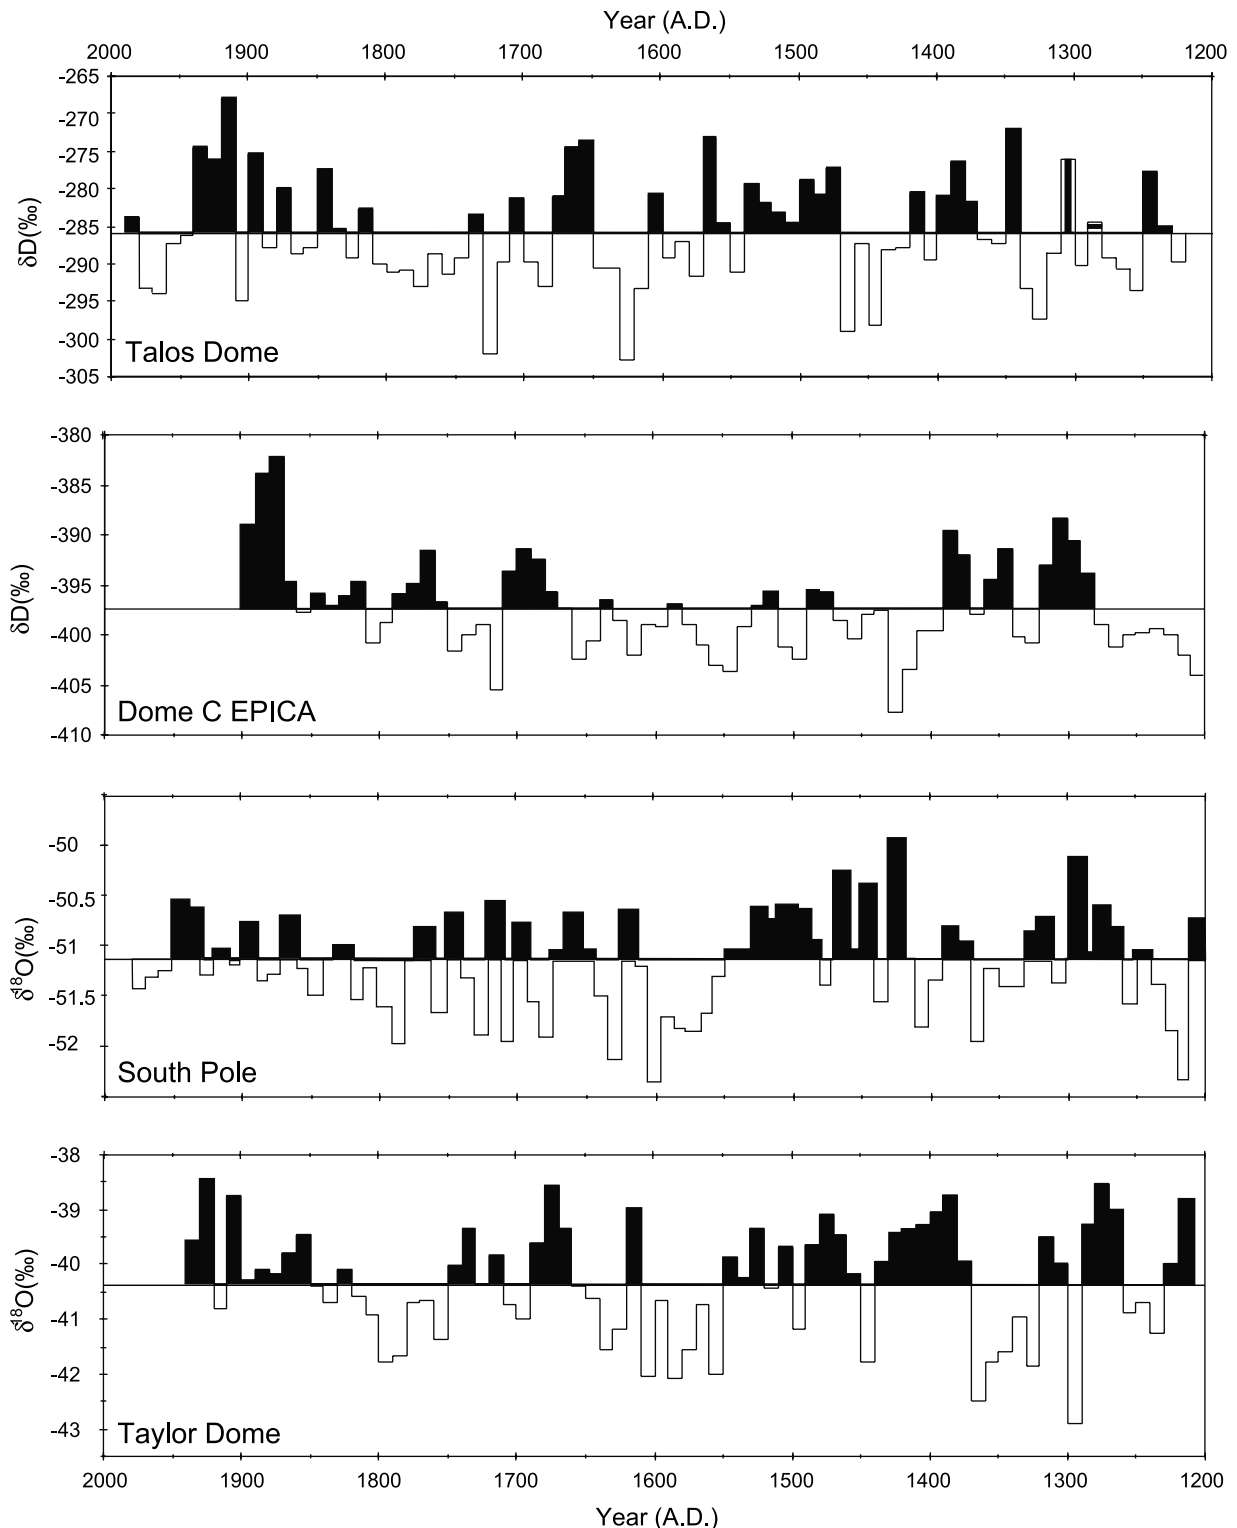 Year (A.D.)
2000 1900 1800 1700 1600 1500 1400 1300 1200
-265
-270
-275
-280
-285
-290
-295
-300
-305
δD(‰)
Talos Dome
-380
-385
-390
-395
-400
-405
-410
δD(‰)
Dome C EPICA
-50
-50.5
-51
-51.5
-52
δ18O(‰)
South Pole
-38
-39
-40
-41
-42
-43
δ18O(‰)
Taylor Dome
2000 1900 1800 1700 1600 1500 1400 1300 1200
Year (A.D.)